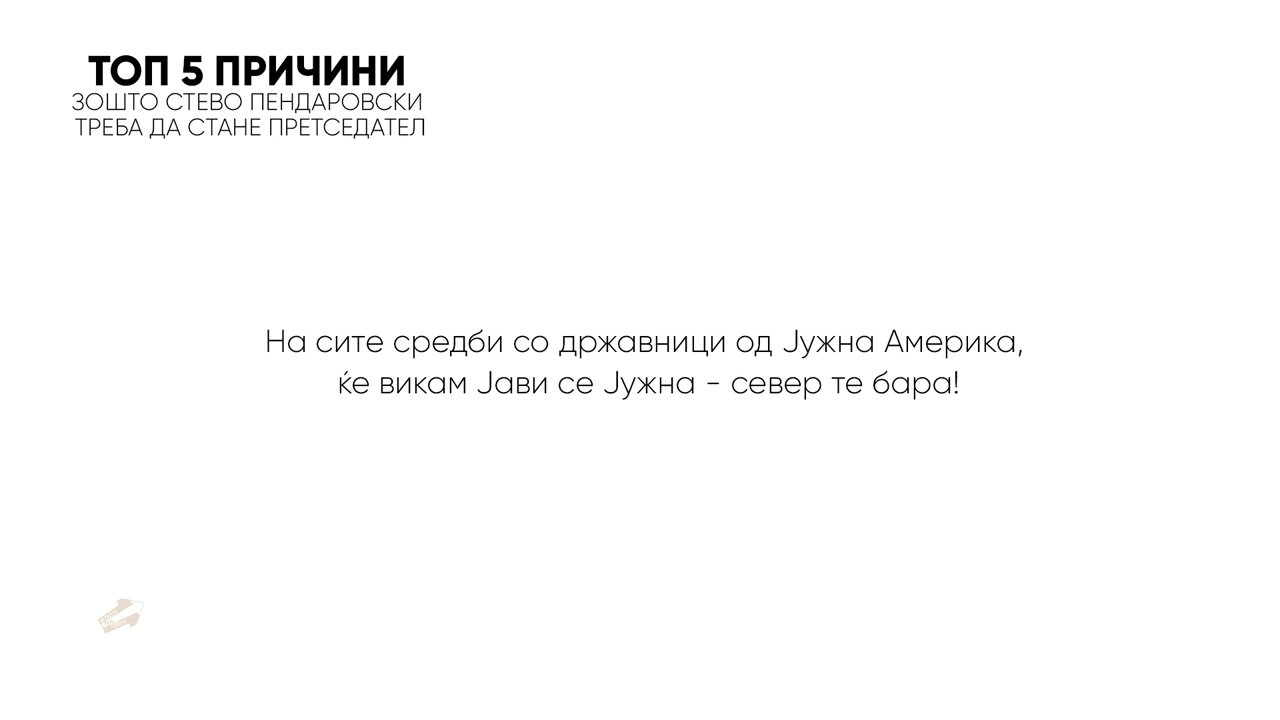 ТОП 5 ПРИЧИНИ
ЗОШТО СТЕВО ПЕНДАРОВСКИ
ТРЕБА ДА СТАНЕ ПРЕТСЕДАТЕЛ
На сите средби со државници од Јужна Америка,
ќе викам Јави се Јужна - север те бара!